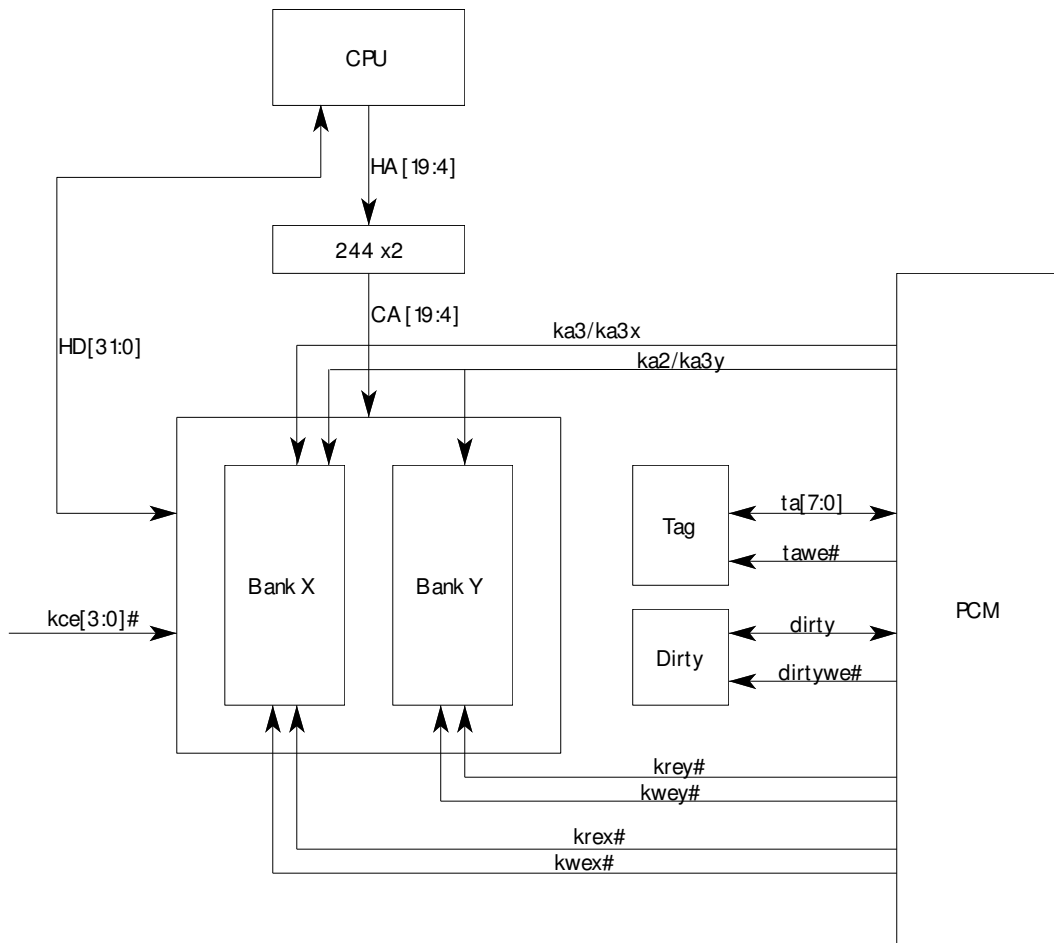 CPU
HA[19:4]
244 x2
CA[19:4]
HD[31:0]
ka3/ka3x
ka2/ka3y
Bank X
Bank Y
Tag
ta[7:0]
tawe#
kce[3:0]#
Dirty
dirty
dirtywe#
PCM
krey#
kwey#
krex#
kwex#